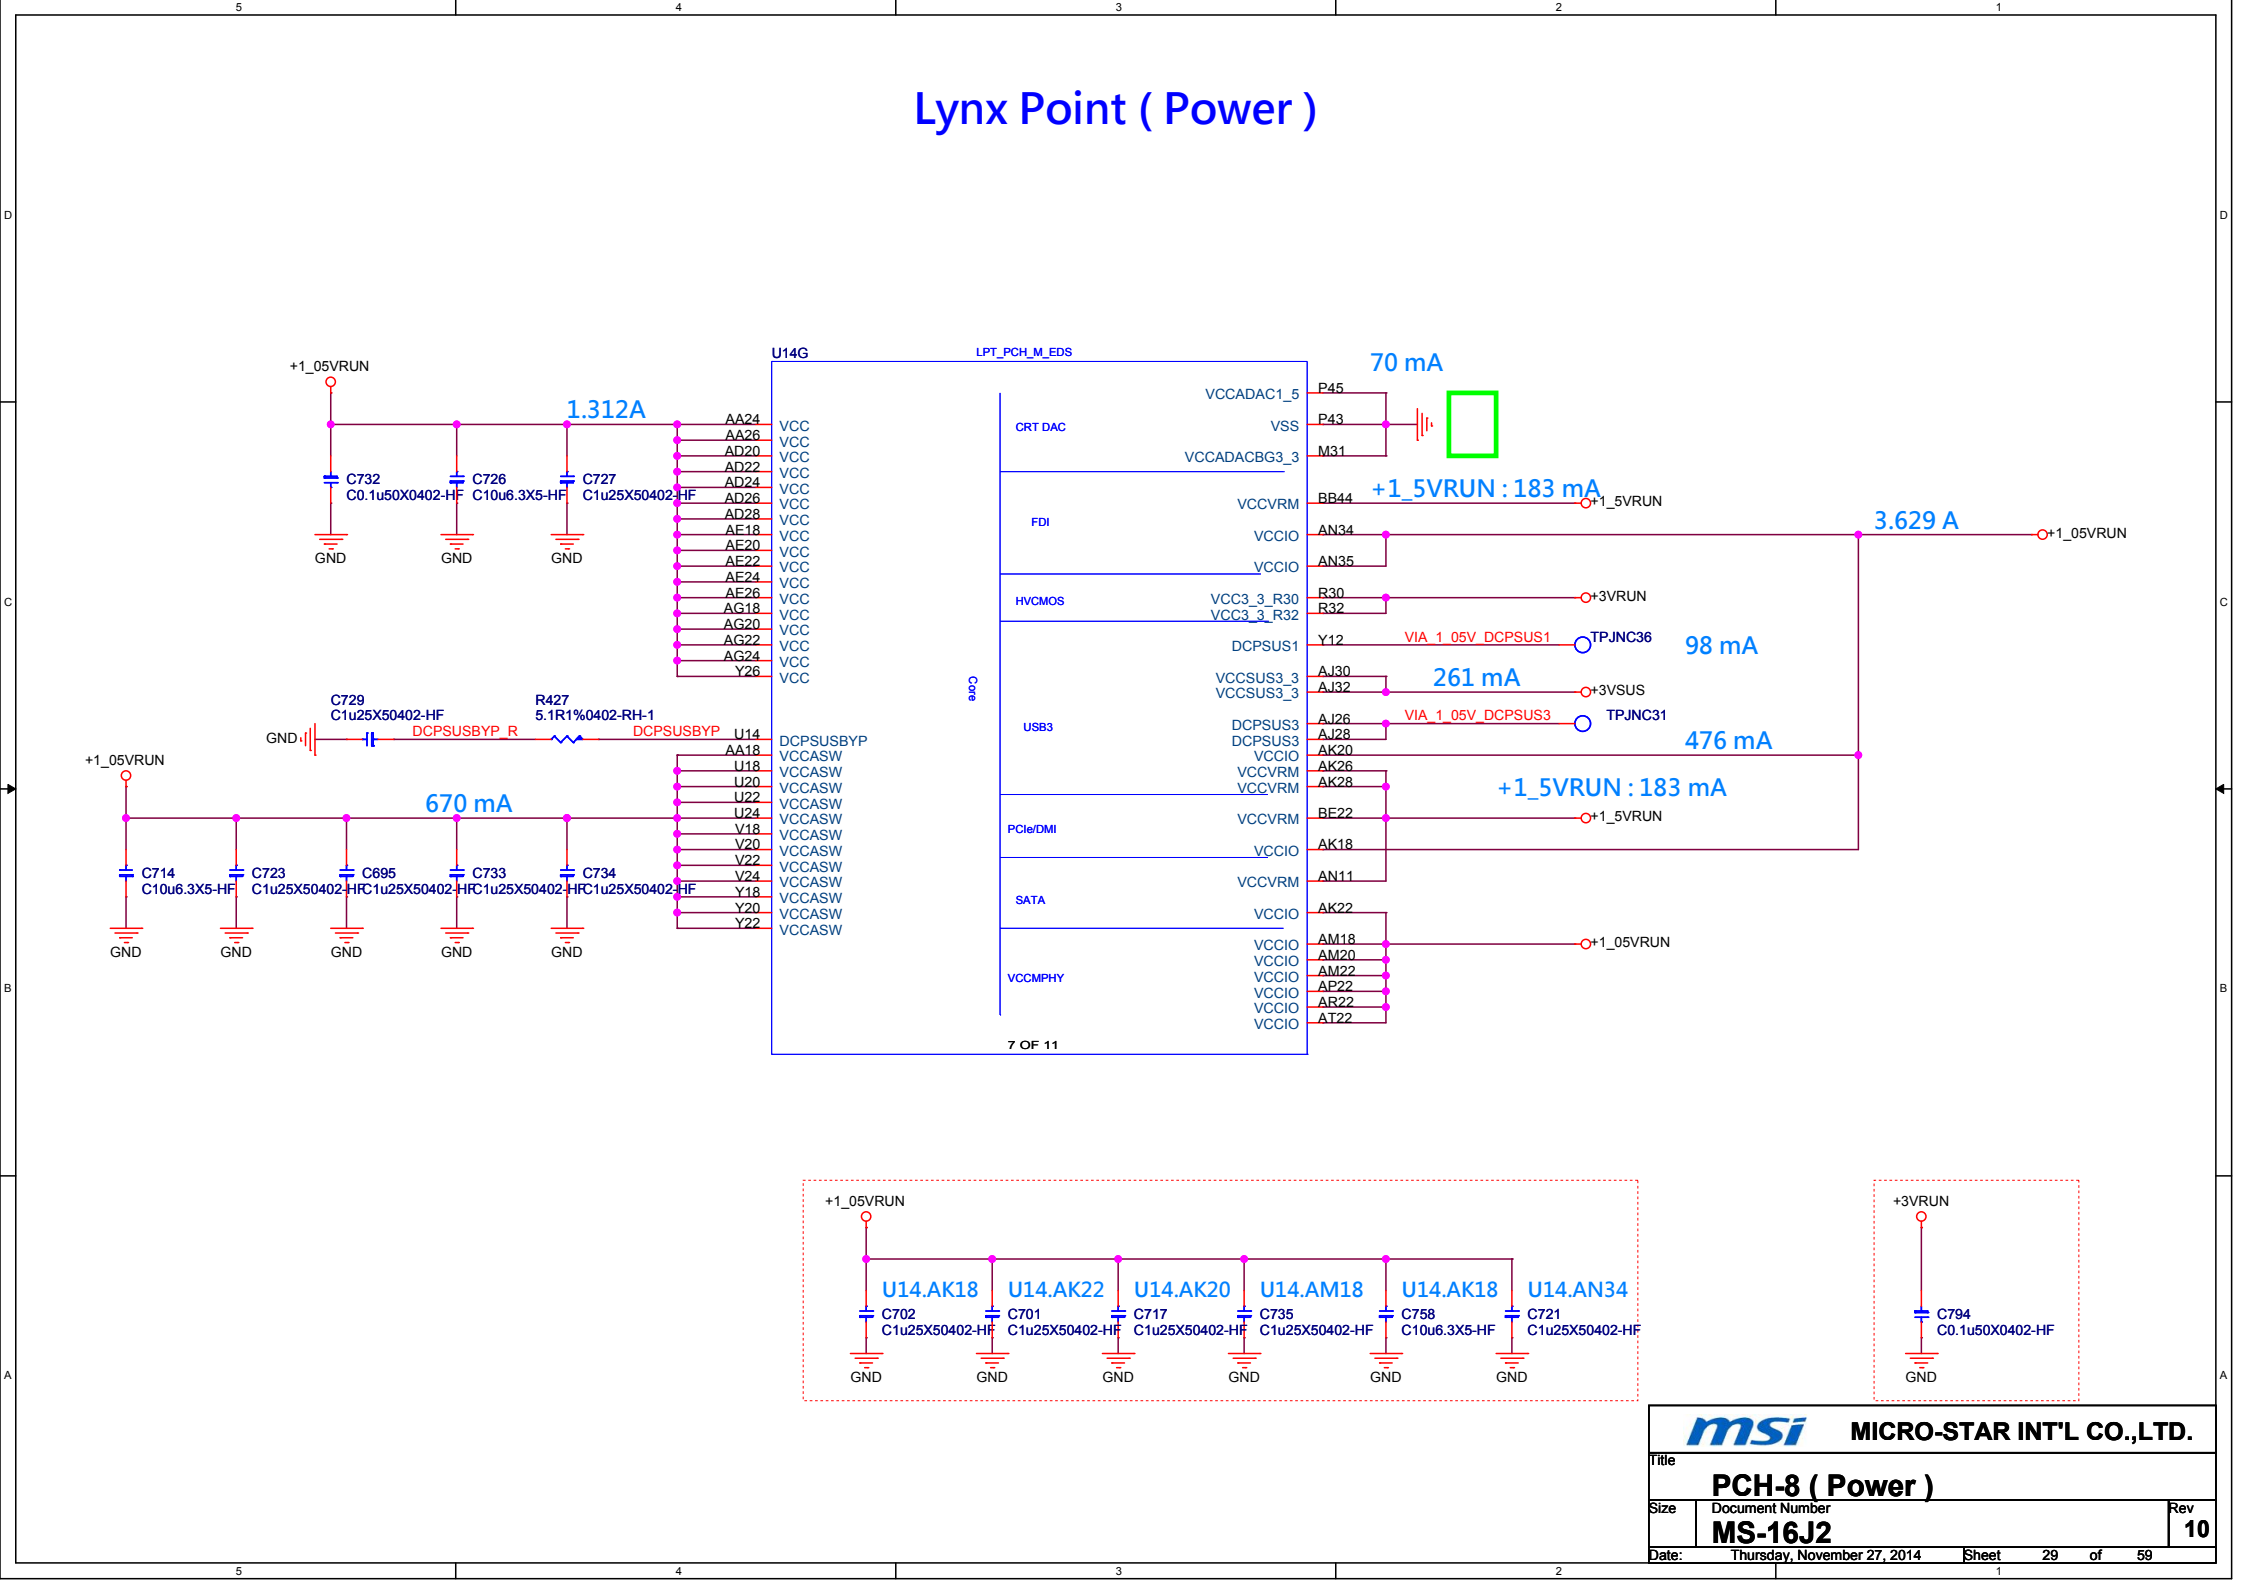 5 4 3 2 1
Lynx Point ( Power )
D D
U14G LPT_PCH_M_EDS
70 mA
+1_05VRUN
1.312A
VCCADAC1_5 P45
VSS P43
VCCADACBG3_3 M31
CRT DAC
AA24 VCC
AA26 VCC
AD20 VCC
AD22 VCC
AD24 VCC
AD26 VCC
AD28 VCC
AE18 VCC
AE20 VCC
AE22 VCC
AE24 VCC
AE26 VCC
AG18 VCC
AG20 VCC
AG22 VCC
AG24 VCC
Y26 VCC
C732
C0.1u50X0402-HF
GND
C726
C10u6.3X5-HF
GND
C727
C1u25X50402-HF
GND
+1_5VRUN : 183 mA
VCCVRM BB44 +1_5VRUN
FDI
3.629 A
VCCIO AN34 +1_05VRUN
VCCIO AN35
C C
HVCMOS
VCC3_3_R30 R30 +3VRUN
VCC3_3_R32 R32
DCPSUS1 Y12 VIA_1_05V_DCPSUS1 TPJNC36 98 mA
261 mA
VCCSUS3_3 AJ30
VCCSUS3_3 AJ32 +3VSUS
Core
USB3
DCPSUS3 AJ26 VIA_1_05V_DCPSUS3 TPJNC31
DCPSUS3 AJ28
476 mA
VCCIO AK20
VCCVRM AK26
VCCVRM AK28
+1_5VRUN : 183 mA
PCIe/DMI
VCCVRM BE22 +1_5VRUN
VCCIO AK18
VCCVRM AN11
SATA
VCCIO AK22
VCCIO AM18 +1_05VRUN
VCCIO AM20
VCCIO AM22
VCCIO AP22
VCCIO AR22
VCCIO AT22
VCCMPHY
C729
C1u25X50402-HF
R427
5.1R1%0402-RH-1
GND DCPSUSBYP_R DCPSUSBYP U14 DCPSUSBYP
+1_05VRUN
670 mA
AA18 VCCASW
U18 VCCASW
U20 VCCASW
U22 VCCASW
U24 VCCASW
V18 VCCASW
V20 VCCASW
V22 VCCASW
V24 VCCASW
Y18 VCCASW
Y20 VCCASW
Y22 VCCASW
C714
C10u6.3X5-HF
GND
C723
C1u25X50402-HF
GND
C695
C1u25X50402-HF
GND
C733
C1u25X50402-HF
GND
C734
C1u25X50402-HF
GND
B B
7 OF 11
+1_05VRUN
U14.AK18
C702
C1u25X50402-HF
GND
U14.AK22
C701
C1u25X50402-HF
GND
U14.AK20
C717
C1u25X50402-HF
GND
U14.AM18
C735
C1u25X50402-HF
GND
U14.AK18
C758
C10u6.3X5-HF
GND
U14.AN34
C721
C1u25X50402-HF
GND
+3VRUN
C794
C0.1u50X0402-HF
GND
A A
msi MICRO-STAR INT'L CO.,LTD.
Title
PCH-8 ( Power )
Size Document Number Rev
MS-16J2 10
Date: Thursday, November 27, 2014 Sheet 29 of 59
5 4 3 2 1